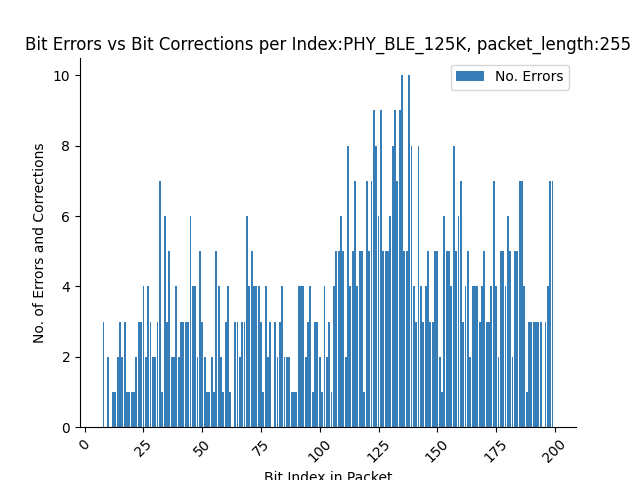 Bit Errors vs Bit Corrections per Index:PHY_BLE_125K, packet_length:255
No. Errors
No. of Errors and Corrections
10
8
6
4
2
0
0 25 50 75 100 125 150 175 200
Bit Index in Packet